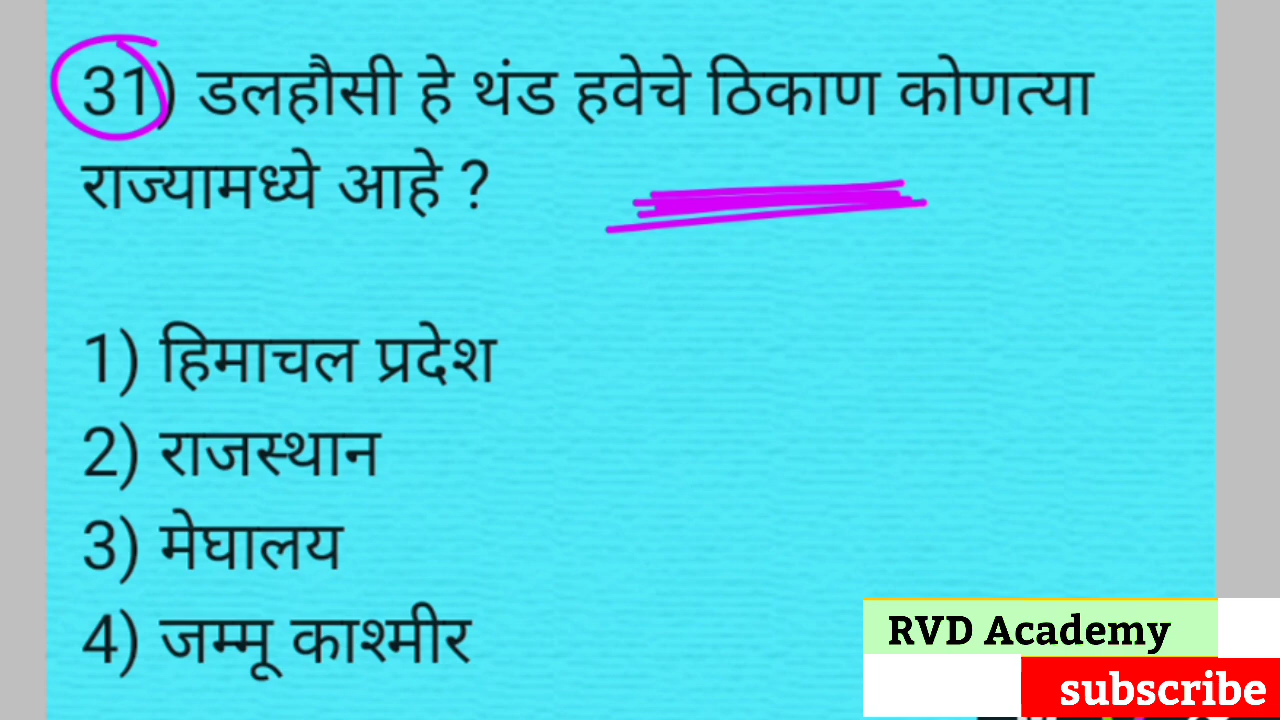 31) डलहौसी हे थंड हवेचे ठिकाण कोणत्या
राज्यामध्ये आहे ?
1) हिमाचल प्रदेश
2) राजस्थान
3) मेघालय
4) जम्मू काश्मीर
RVD Academy
subscribe